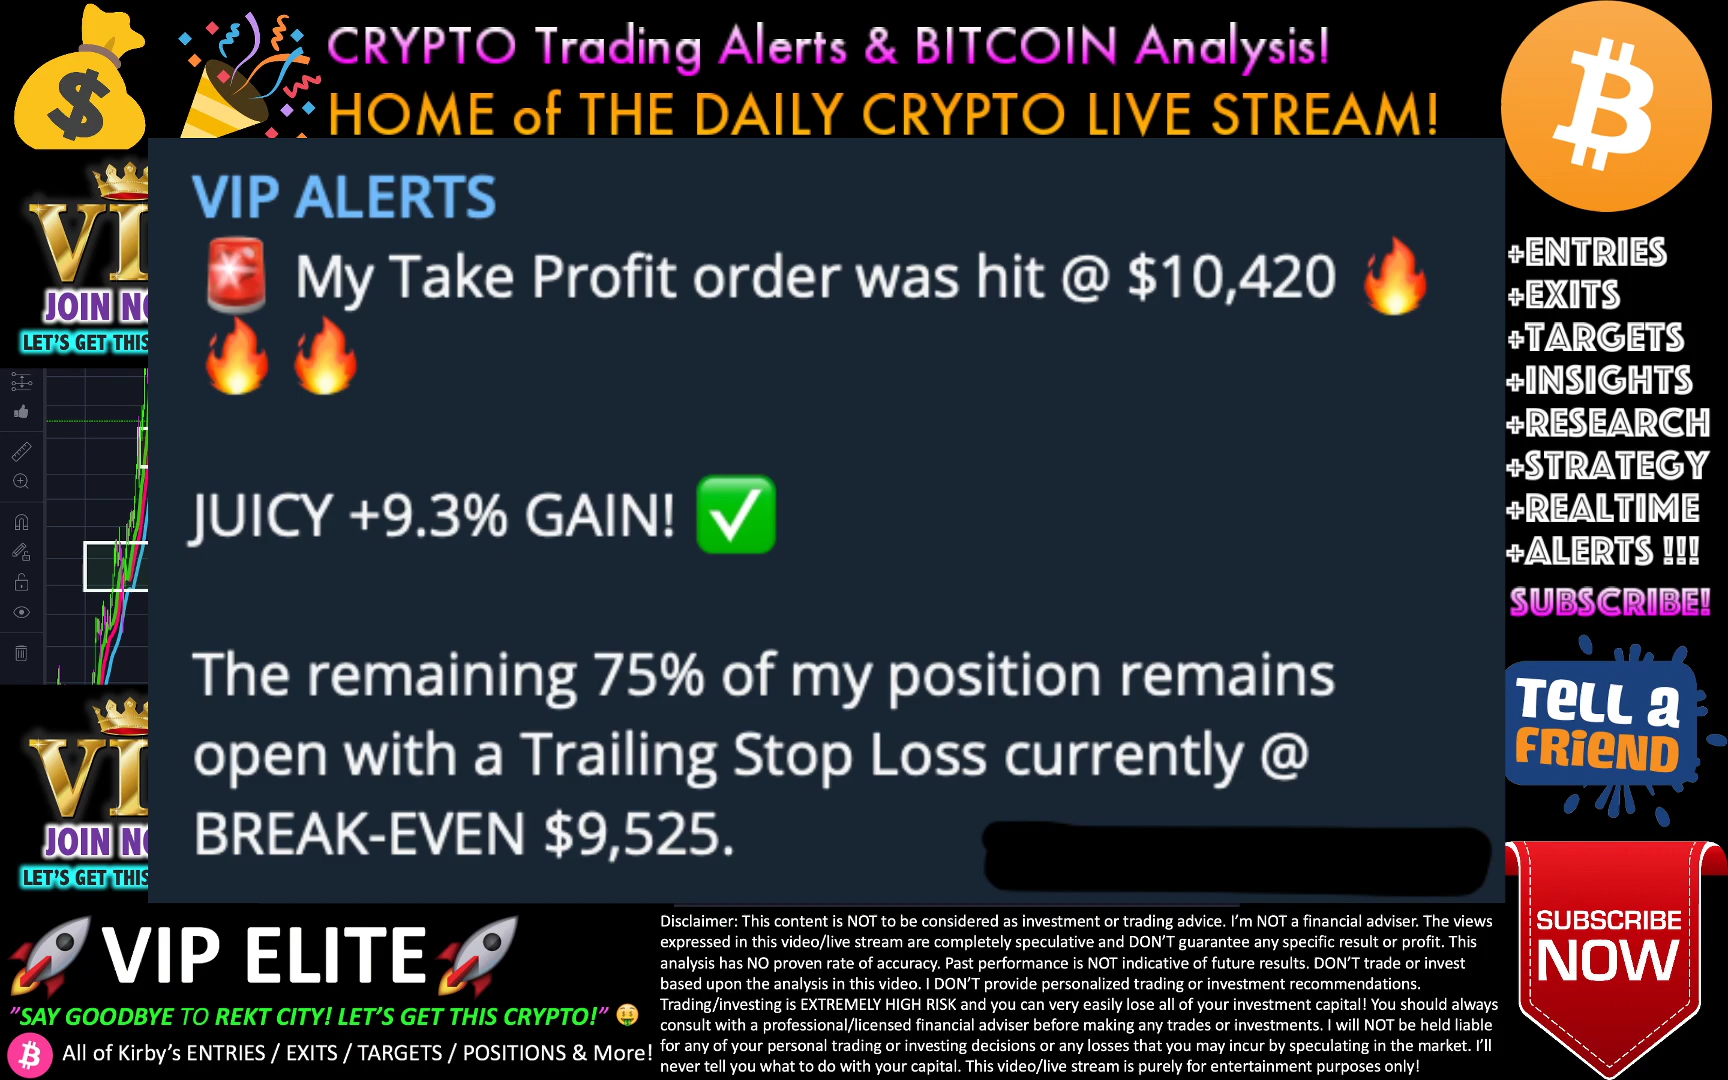 CRYPTO Trading Alerts & BITCOIN Analysis!
HOME of THE DAILY CRYPTO LIVE STREAM!
VIP ALERTS
🚨 My Take Profit order was hit @ $10,420 🔥
🔥 🔥
JUICY +9.3% GAIN! ✅
The remaining 75% of my position remains
open with a Trailing Stop Loss currently @
BREAK-EVEN $9,525.
JOIN
LET'S GET THIS
JOIN
LET'S GET THIS
+ENTRIES
+EXITS
+TARGETS
+INSIGHTS
+RESEARCH
+STRATEGY
+REALTIME
+ALERTS !!!
SUBSCRIBE!
TELL A
FRIEND
SUBSCRIBE
NOW
🚀 VIP ELITE 🚀
"SAY GOODBYE TO REKT CITY! LET'S GET THIS CRYPTO!" 🤑
All of Kirby's ENTRIES / EXITS / TARGETS / POSITIONS & More!
Disclaimer: This content is NOT to be considered as investment or trading advice. I'm NOT a financial adviser. The views
expressed in this video/live stream are completely speculative and DON'T guarantee any specific result or profit. This
analysis has NO proven rate of accuracy. Past performance is NOT indicative of future results. DON'T trade or invest
based upon the analysis in this video. I DON'T provide personalized trading or investment recommendations.
Trading/investing is EXTREMELY HIGH RISK and you can very easily lose all of your investment capital! You should always
consult with a professional/licensed financial adviser before making any trades or investments. I will NOT be held liable
for any of your personal trading or investing decisions or any losses that you may incur by speculating in the market. I'll
never tell you what to do with your capital. This video/live stream is purely for entertainment purposes only!